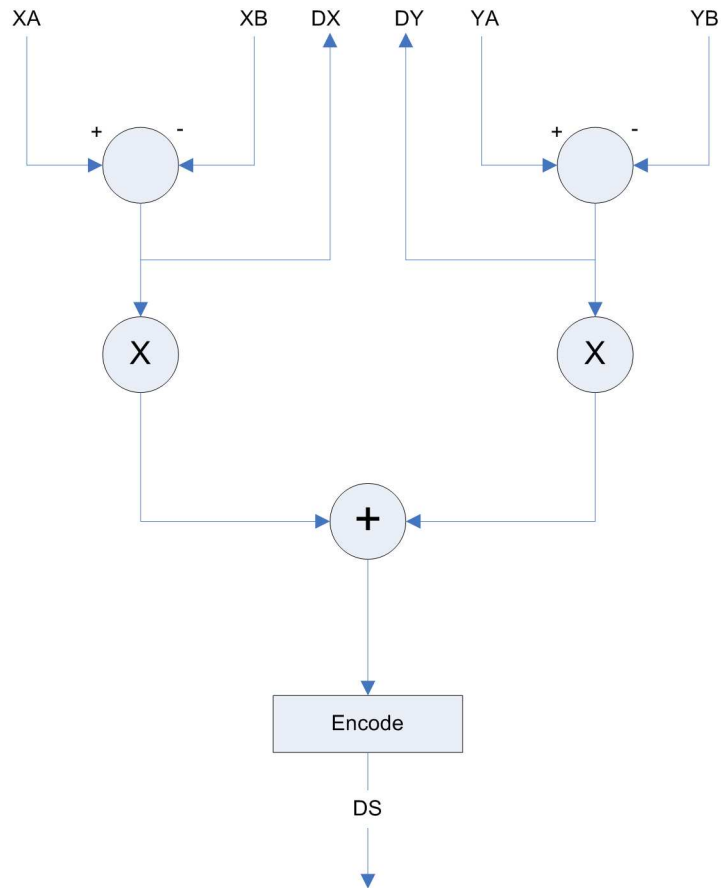 XA XB DX DY YA YB
+ - + -
X X
+
Encode
DS